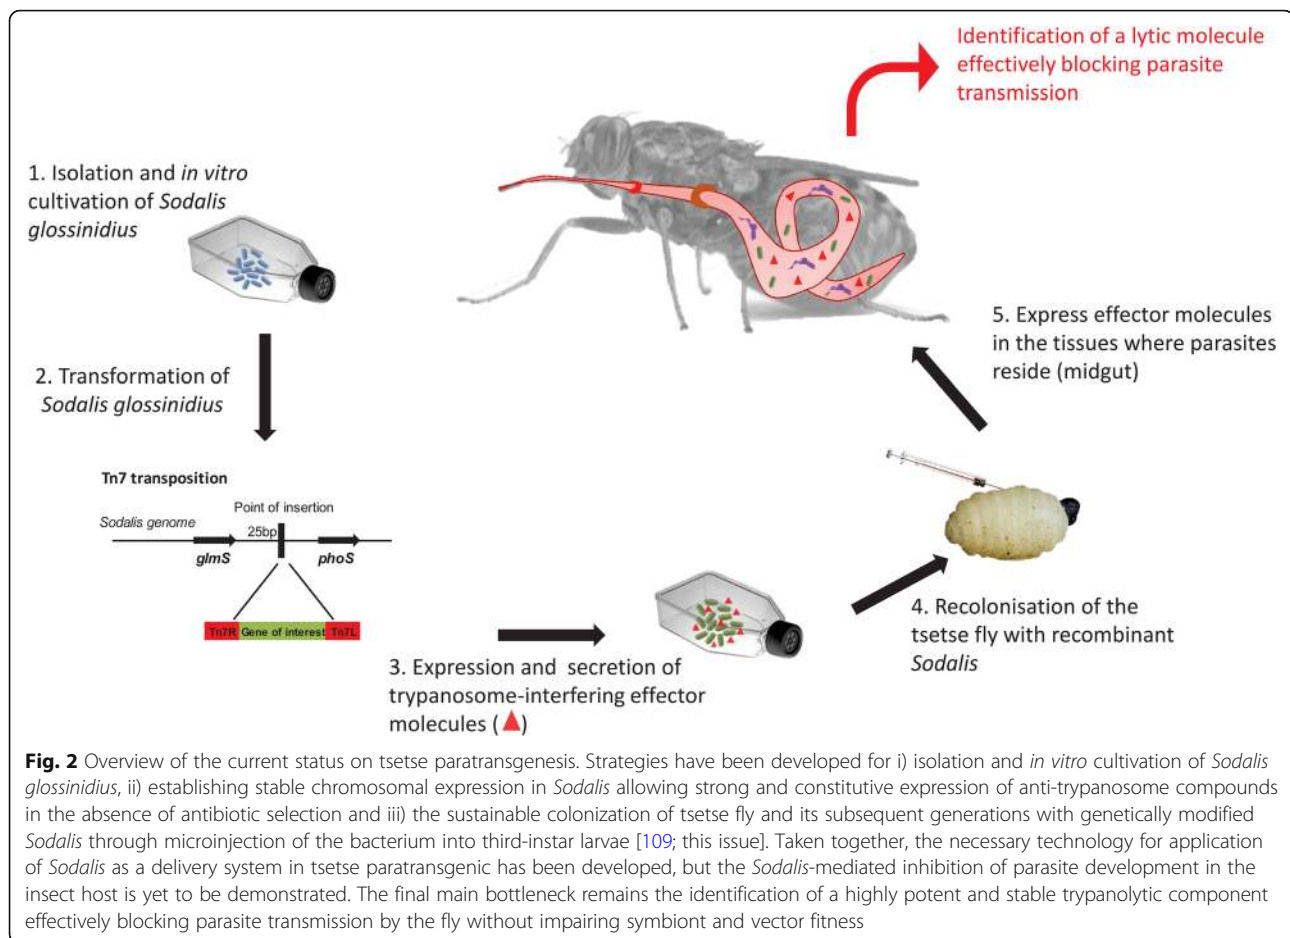 Identification of a lytic molecule
effectively blocking parasite
transmission
1. Isolation and in vitro
cultivation of Sodalis
glossinidius
2. Transformation of
Sodalis glossinidius
Tn7 transposition
Point of insertion
Sodalis genome
25bp
glmS
phoS
Tn7R Gene of interest Tn7L
3. Expression and secretion of
trypanosome-interfering effector
molecules (▲)
4. Recolonisation of the
tsetse fly with recombinant
Sodalis
5. Express effector molecules
in the tissues where parasites
reside (midgut)
Fig. 2 Overview of the current status on tsetse paratransgenesis. Strategies have been developed for i) isolation and in vitro cultivation of Sodalis
glossinidius, ii) establishing stable chromosomal expression in Sodalis allowing strong and constitutive expression of anti-trypanosome compounds
in the absence of antibiotic selection and iii) the sustainable colonization of tsetse fly and its subsequent generations with genetically modified
Sodalis through microinjection of the bacterium into third-instar larvae [109; this issue]. Taken together, the necessary technology for application
of Sodalis as a delivery system in tsetse paratransgenic has been developed, but the Sodalis-mediated inhibition of parasite development in the
insect host is yet to be demonstrated. The final main bottleneck remains the identification of a highly potent and stable trypanolytic component
effectively blocking parasite transmission by the fly without impairing symbiont and vector fitness